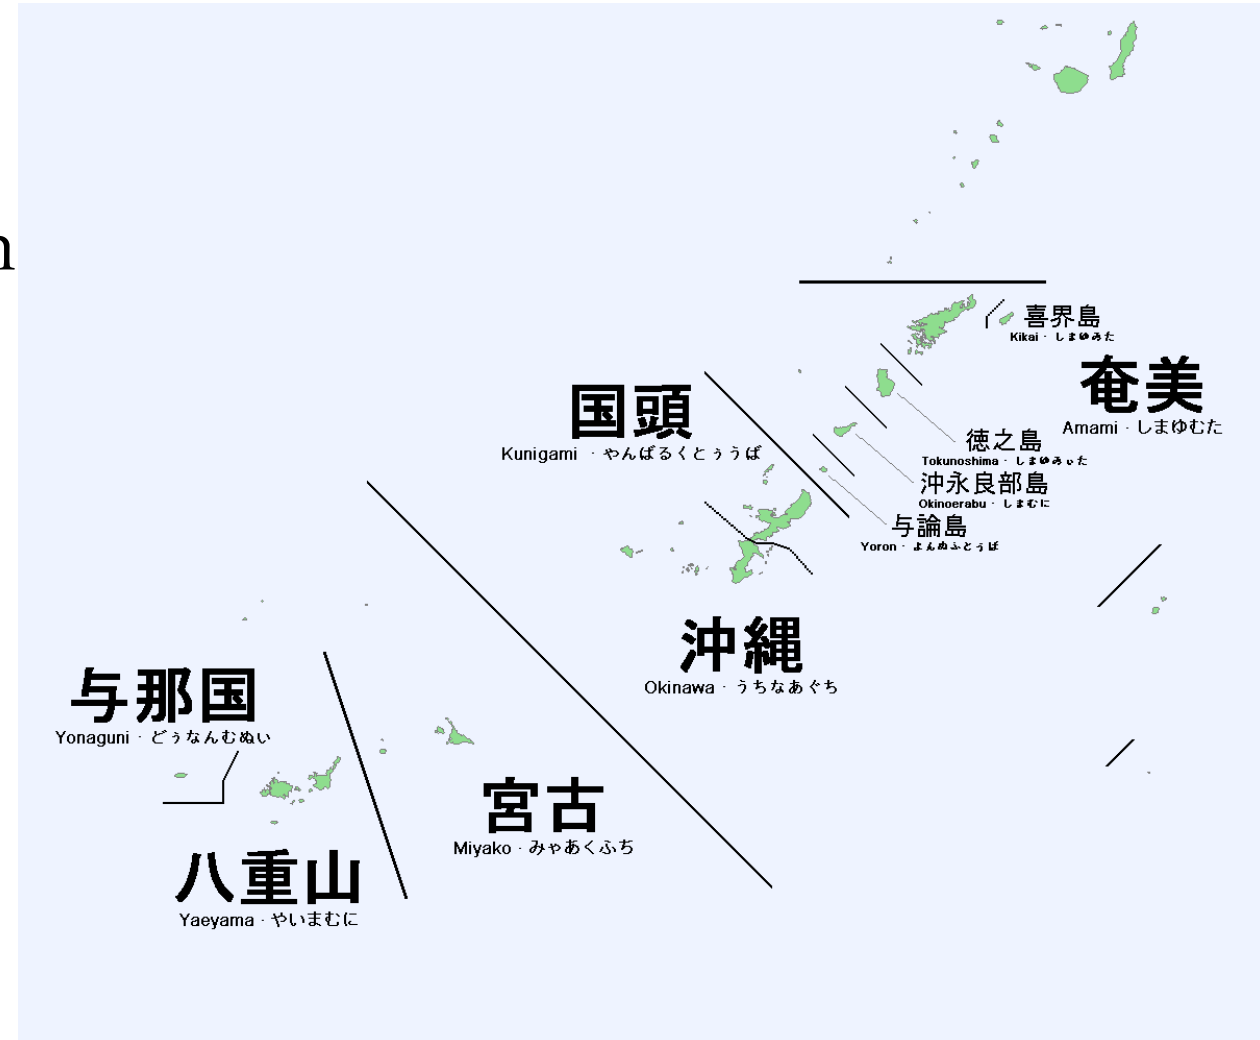 n
喜界島
Kikai · しまゆみた
奄美
Amami · しまゆむた
国頭
Kunigami · やんばるくとぅうば
徳之島
Tokunoshima · しまゆみぃた
沖永良部島
Okinoerabu · しまむに
与論島
Yoron · よんぬふとぅば
沖縄
Okinawa · うちなあぐち
与那国
Yonaguni · どぅなんむぬい
宮古
Miyako · みゃあくふち
八重山
Yaeyama · やいまむに